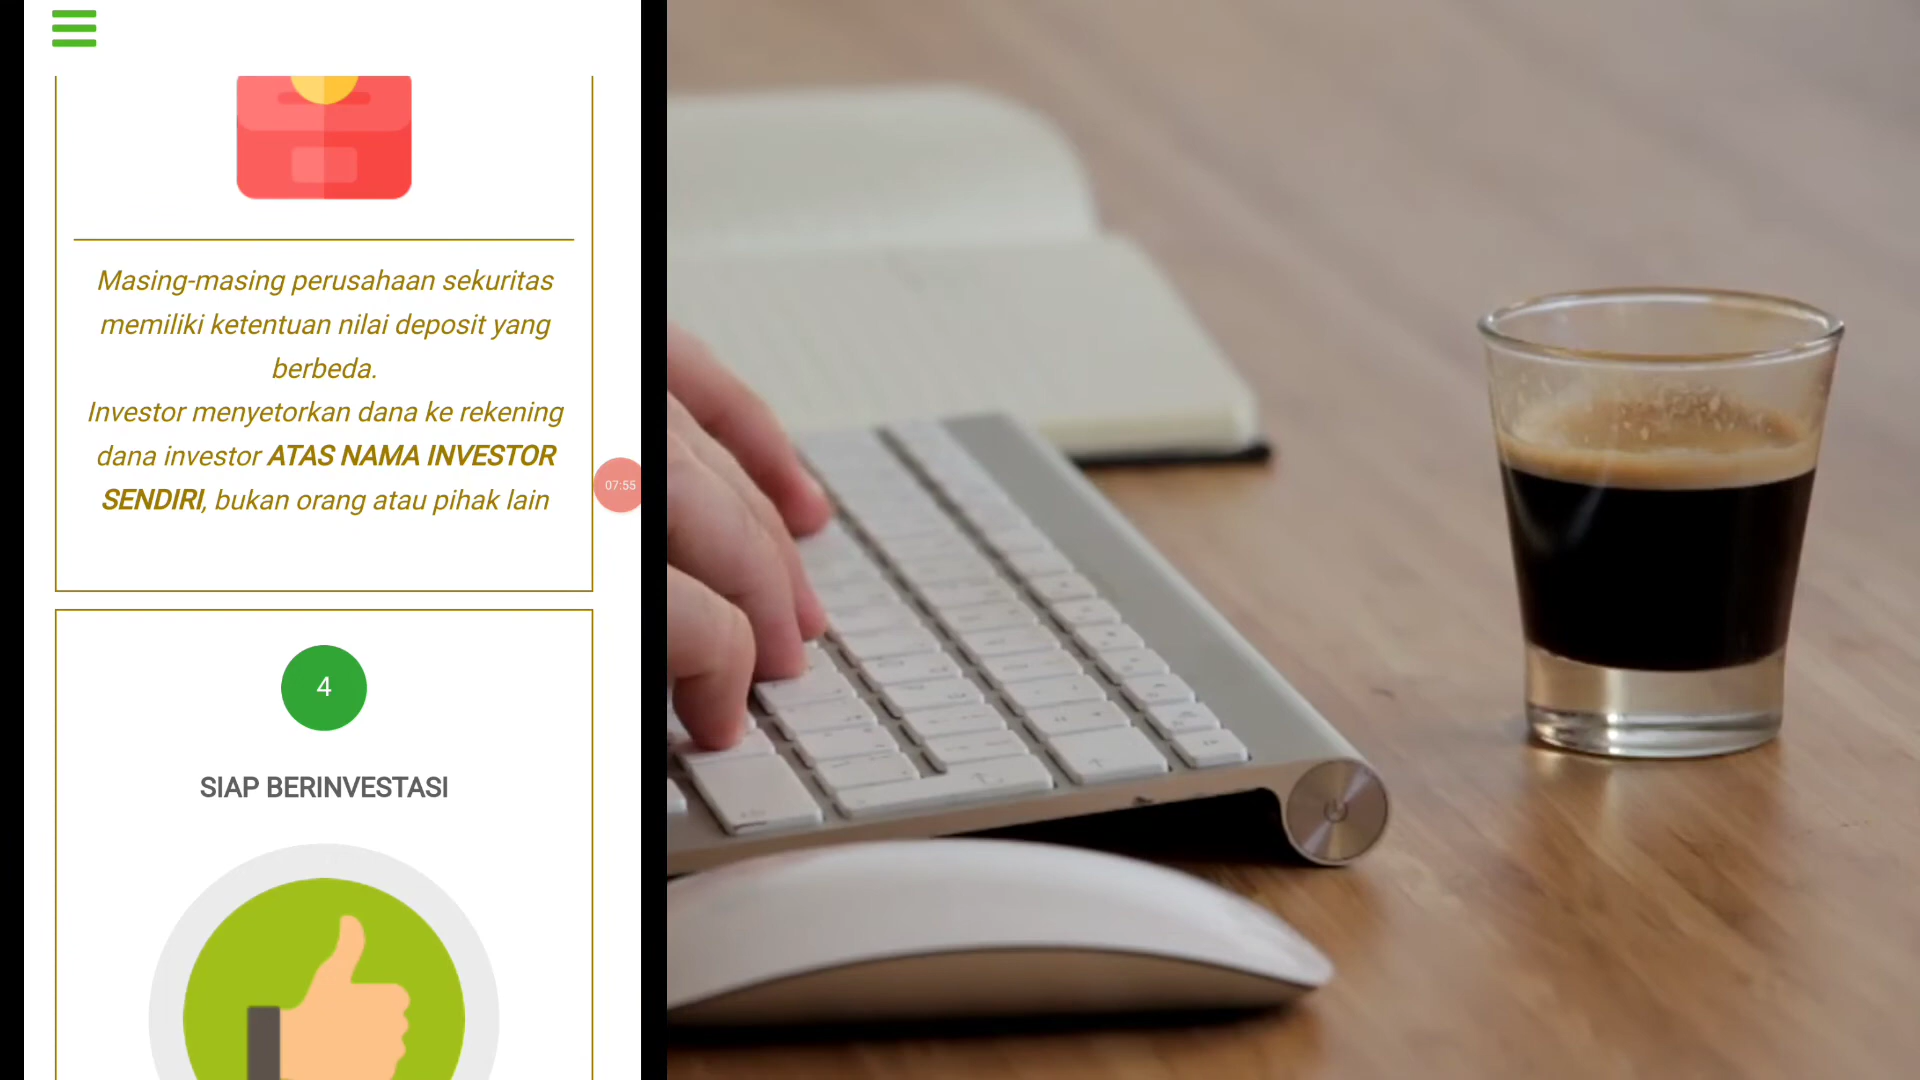 Masing-masing perusahaan sekuritas
memiliki ketentuan nilai deposit yang
berbeda.
Investor menyetorkan dana ke rekening
dana investor ATAS NAMA INVESTOR
SENDIRI, bukan orang atau pihak lain
07:55
4
SIAP BERINVESTASI